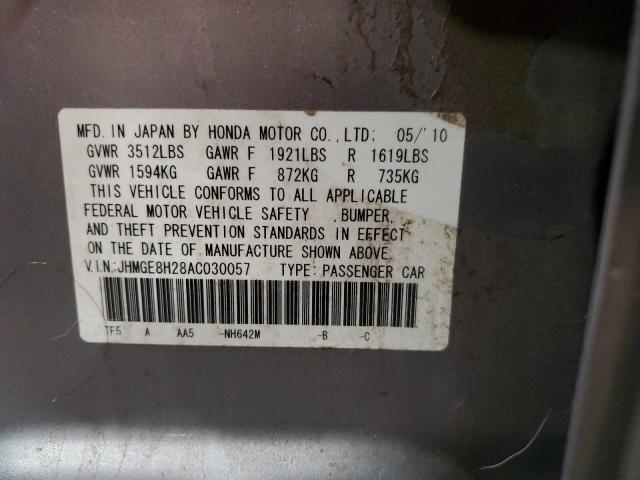 MFD. IN JAPAN BY HONDA MOTOR CO., LTD: 05/'10
GVWR 3512LBS GAWR F 1921LBS R 1619LBS
GVWR 1594KG GAWR F 872KG R 735KG
THIS VEHICLE CONFORMS TO ALL APPLICABLE
FEDERAL MOTOR VEHICLE SAFETY , BUMPER,
AND THEFT PREVENTION STANDARDS IN EFFECT
ON THE DATE OF MANUFACTURE SHOWN ABOVE.
V.I.N.:JHMGE8H28AC030057 TYPE: PASSENGER CAR
TF5 A AA5 -NH642M -B -C